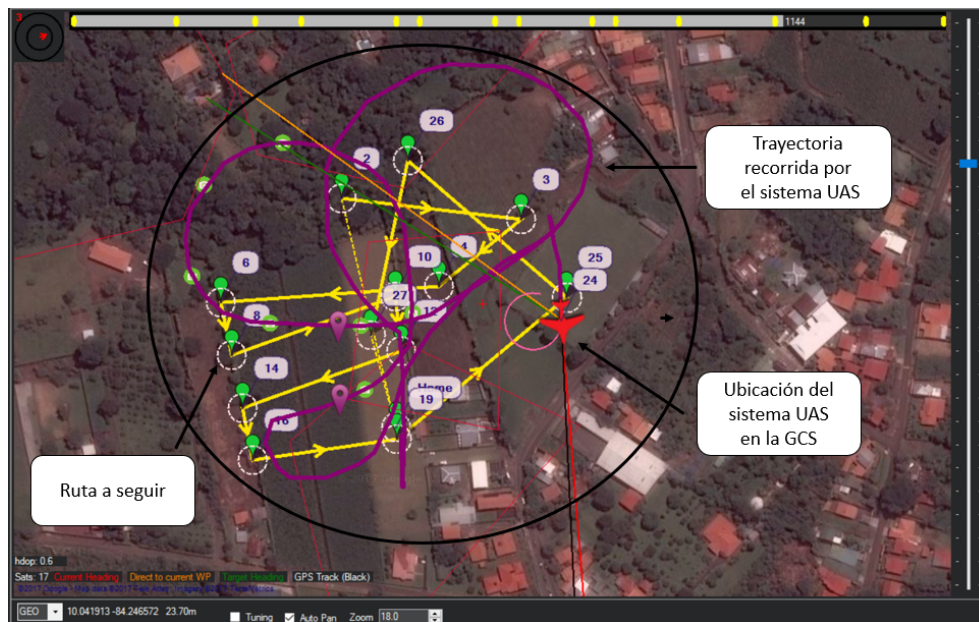 3
1144
26
2
3
Trayectoria
recorrida por
el sistema UAS
4
10
25
6
24
27
8
12
14
Home
19
16
Ubicación del
sistema UAS
en la GCS
Ruta a seguir
hdop: 0.6
Sats: 17 Current Heading Direct to current WP Target Heading GPS Track (Black)
GEO 10.041913 -84.246572 23.70m Tuning Auto Pan Zoom 18.0